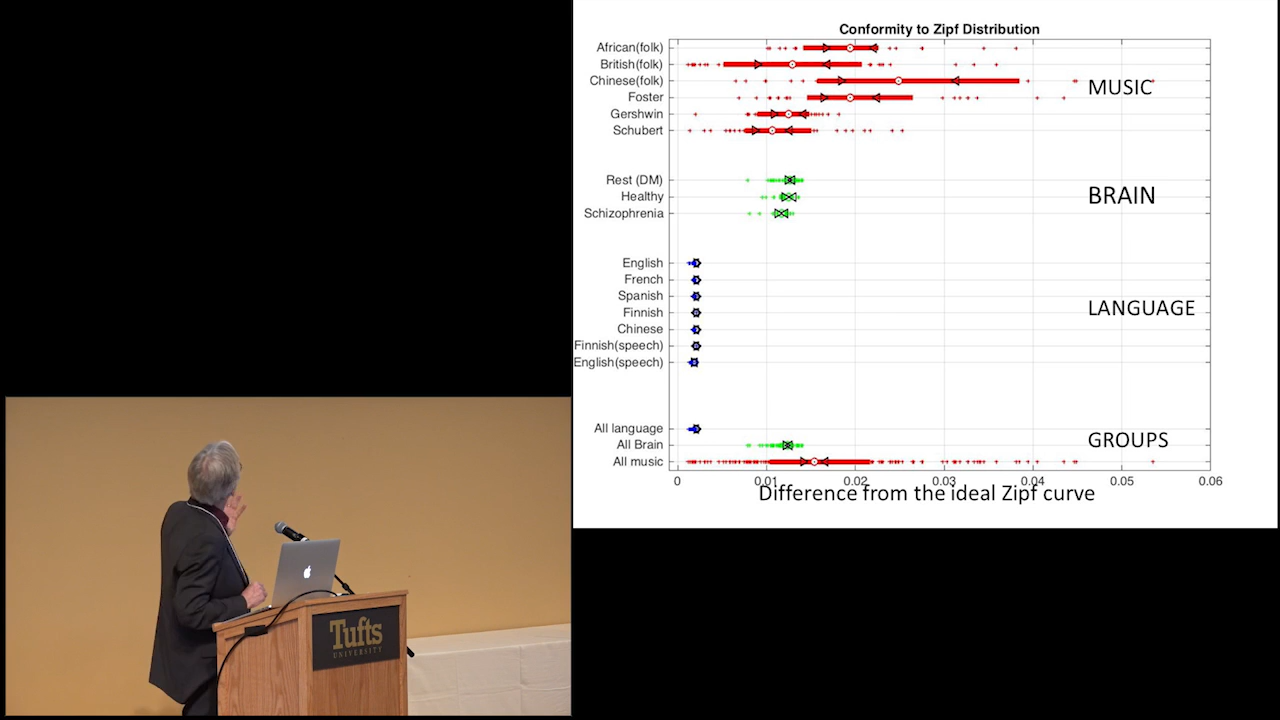 Conformity to Zipf Distribution
African(folk)
British(folk)
Chinese(folk)
Foster
Gershwin
Schubert
MUSIC
Rest (DM)
Healthy
Schizophrenia
BRAIN
English
French
Spanish
Finnish
Chinese
Finnish(speech)
English(speech)
LANGUAGE
All language
All Brain
All music
GROUPS
0 0.01 0.02 0.03 0.04 0.05 0.06
Difference from the ideal Zipf curve
Tufts
UNIVERSITY